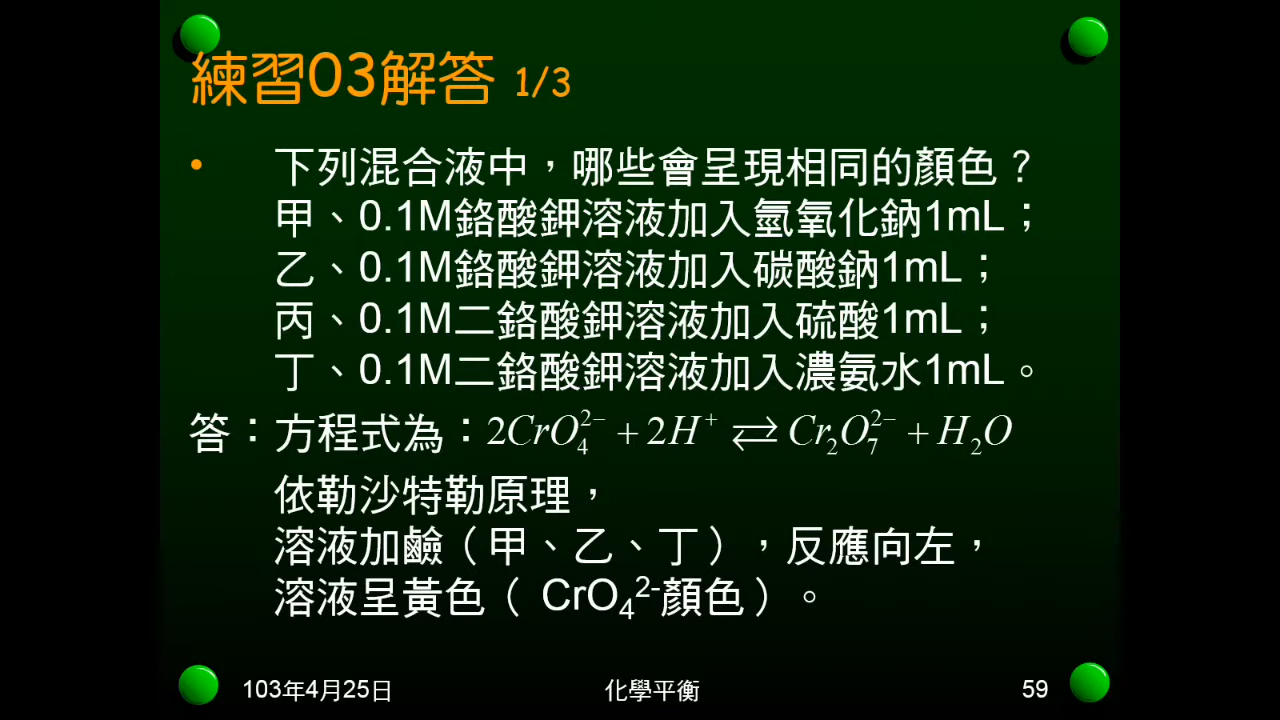 練習03解答 1/3
• 下列混合液中，哪些會呈現相同的顏色？
甲、0.1M鉻酸鉀溶液加入氫氧化鈉1mL；
乙、0.1M鉻酸鉀溶液加入碳酸鈉1mL；
丙、0.1M二鉻酸鉀溶液加入硫酸1mL；
丁、0.1M二鉻酸鉀溶液加入濃氨水1mL。
答：方程式為：2CrO₄²⁻ + 2H⁺ ⇄ Cr₂O₇²⁻ + H₂O
依勒沙特勒原理，
溶液加鹼（甲、乙、丁），反應向左，
溶液呈黃色（ CrO₄²⁻顏色）。
103年4月25日 化學平衡 59